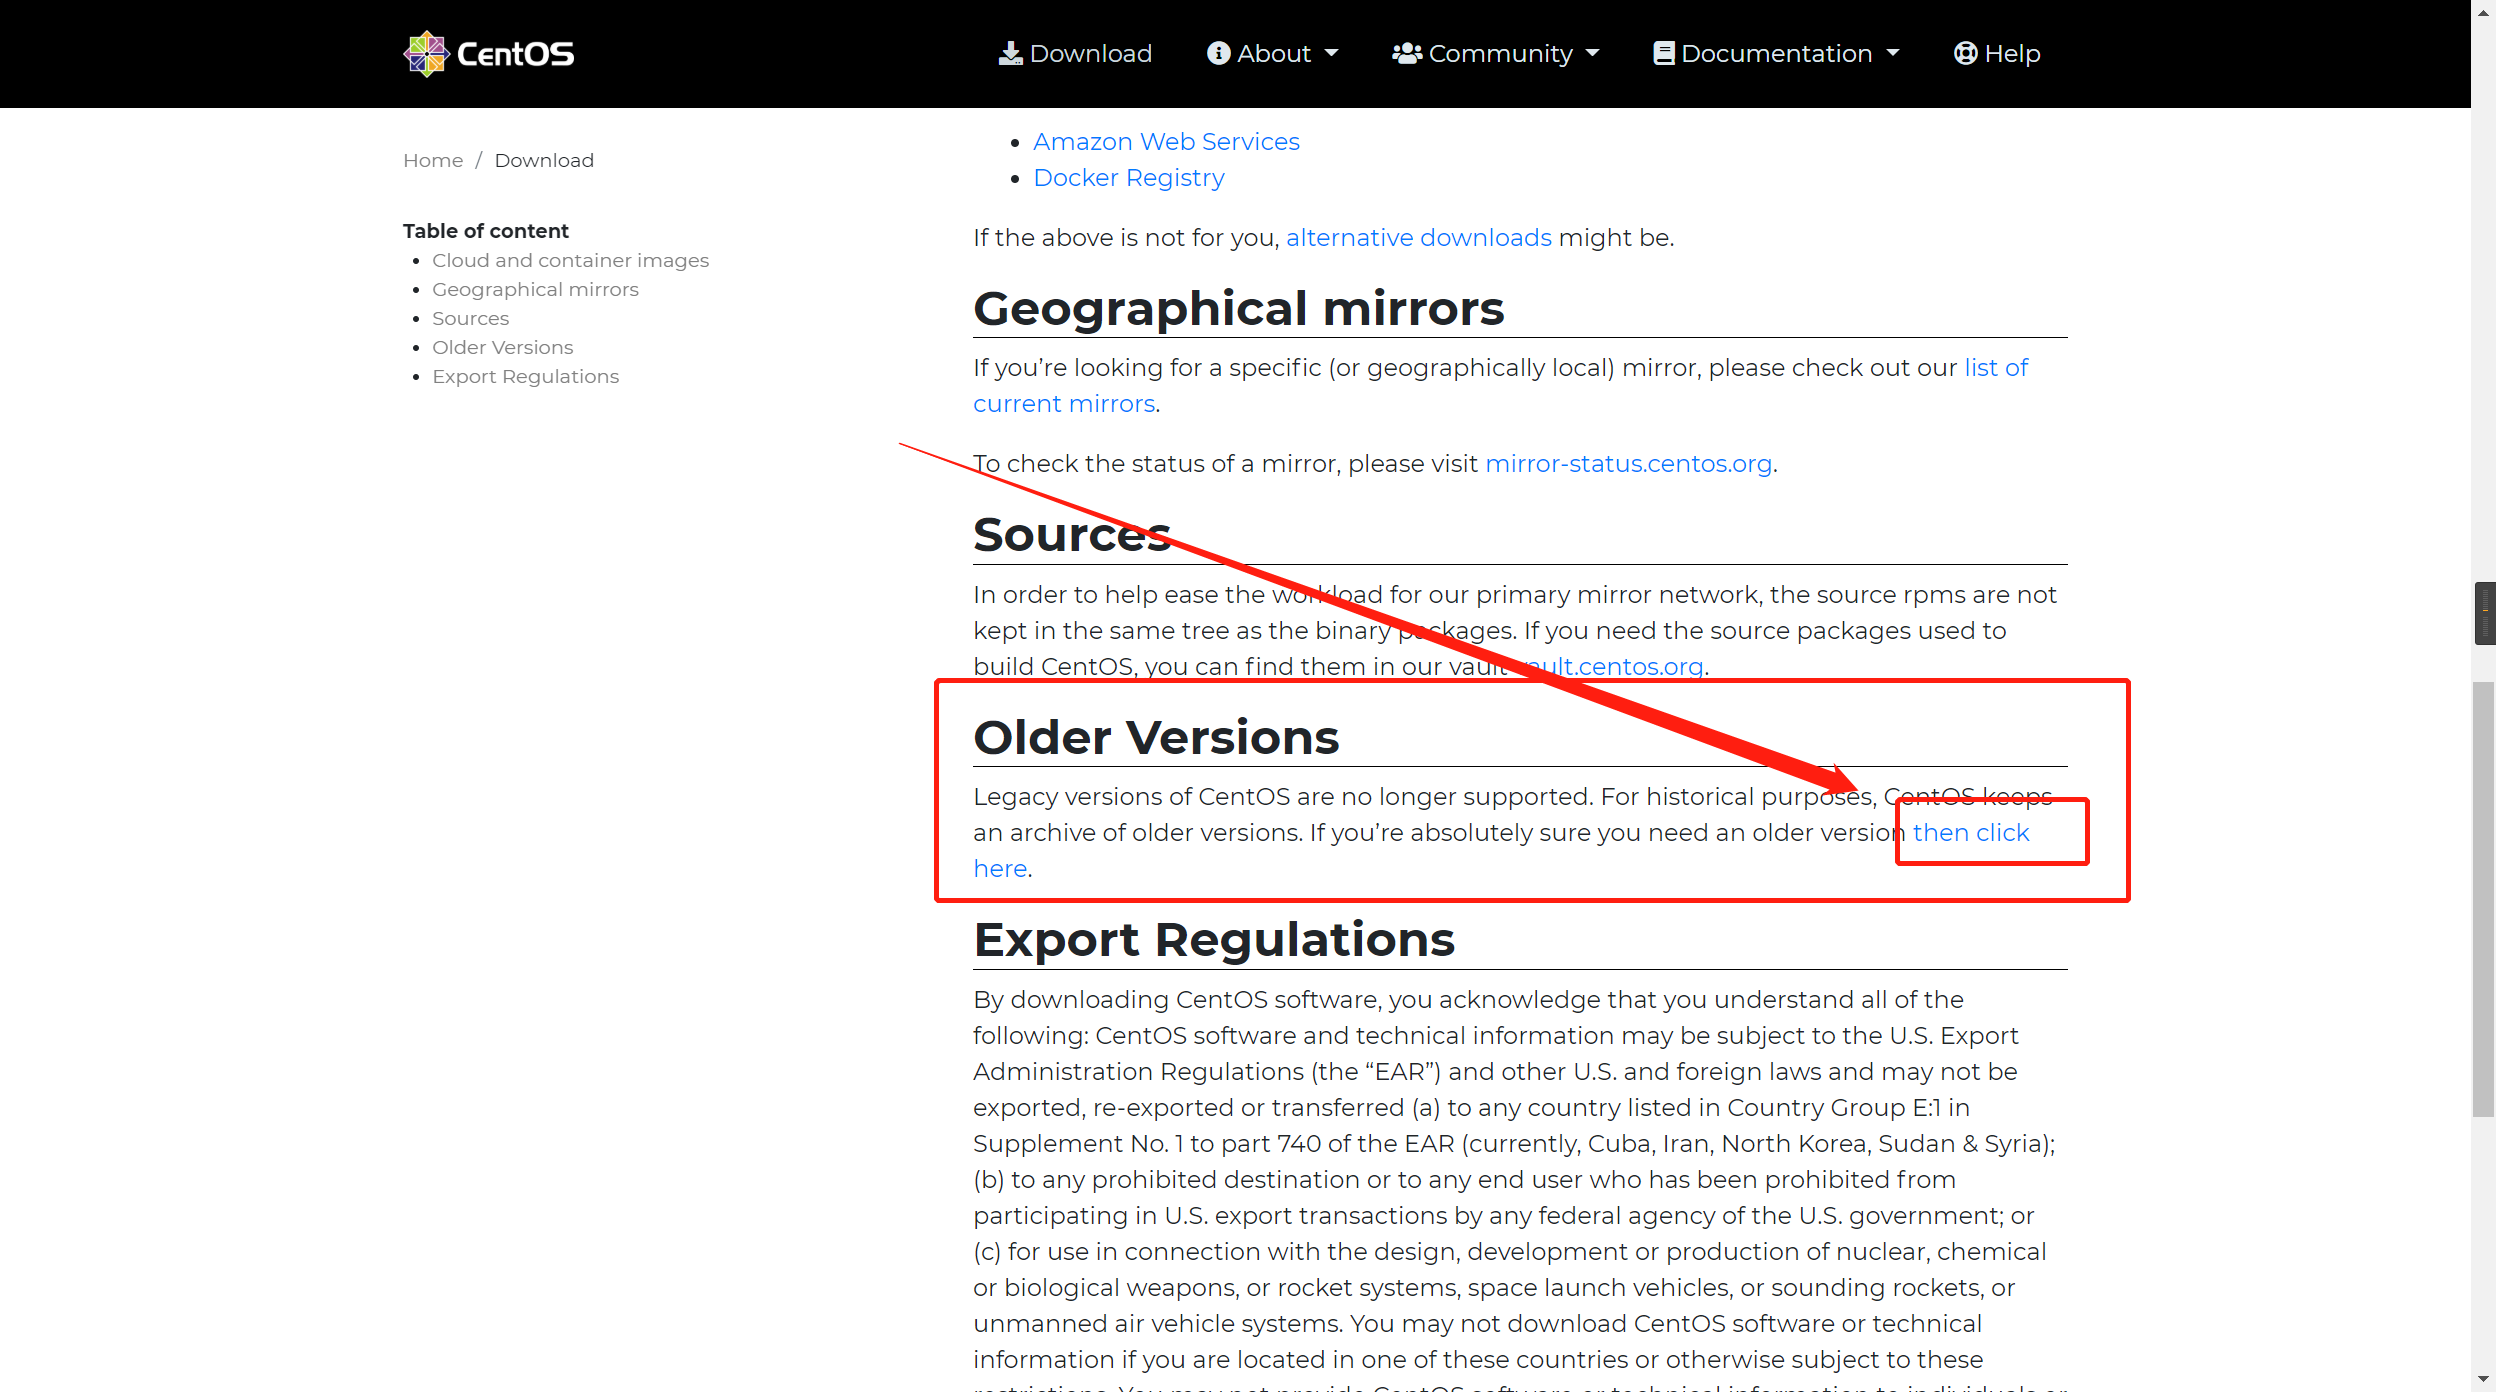 CentOS
Download
About
Community
Documentation
Help
Home / Download
Table of content
Cloud and container images
Geographical mirrors
Sources
Older Versions
Export Regulations
Amazon Web Services
Docker Registry
If the above is not for you, alternative downloads might be.
Geographical mirrors
If you’re looking for a specific (or geographically local) mirror, please check out our list of
current mirrors.
To check the status of a mirror, please visit mirror-status.centos.org.
Sources
In order to help ease the workload for our primary mirror network, the source rpms are not
kept in the same tree as the binary packages. If you need the source packages used to
build CentOS, you can find them in our vault vault.centos.org.
Older Versions
Legacy versions of CentOS are no longer supported. For historical purposes, CentOS keeps
an archive of older versions. If you’re absolutely sure you need an older version then click
here.
Export Regulations
By downloading CentOS software, you acknowledge that you understand all of the
following: CentOS software and technical information may be subject to the U.S. Export
Administration Regulations (the “EAR”) and other U.S. and foreign laws and may not be
exported, re-exported or transferred (a) to any country listed in Country Group E:1 in
Supplement No. 1 to part 740 of the EAR (currently, Cuba, Iran, North Korea, Sudan & Syria);
(b) to any prohibited destination or to any end user who has been prohibited from
participating in U.S. export transactions by any federal agency of the U.S. government; or
(c) for use in connection with the design, development or production of nuclear, chemical
or biological weapons, or rocket systems, space launch vehicles, or sounding rockets, or
unmanned air vehicle systems. You may not download CentOS software or technical
information if you are located in one of these countries or otherwise subject to these
restrictions. You may not provide CentOS software or technical information to individuals or